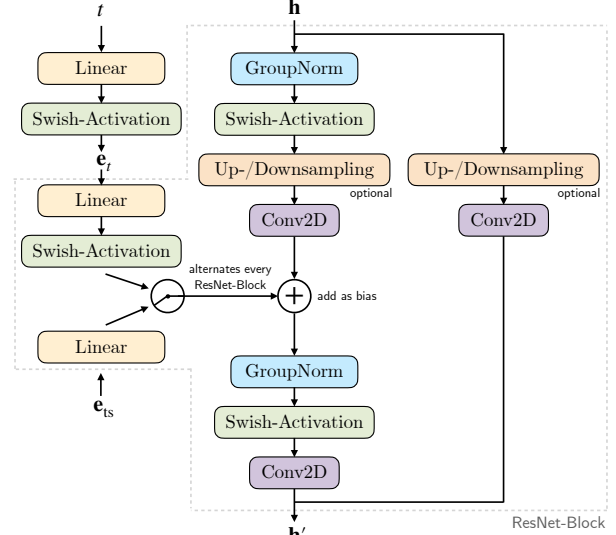 t
Linear
Swish-Activation
e_t
Linear
Swish-Activation
alternates every
ResNet-Block
Linear
e_ts
h
GroupNorm
Swish-Activation
Up-/Downsampling
optional
Conv2D
+
add as bias
GroupNorm
Swish-Activation
Conv2D
h′
Up-/Downsampling
optional
Conv2D
ResNet-Block